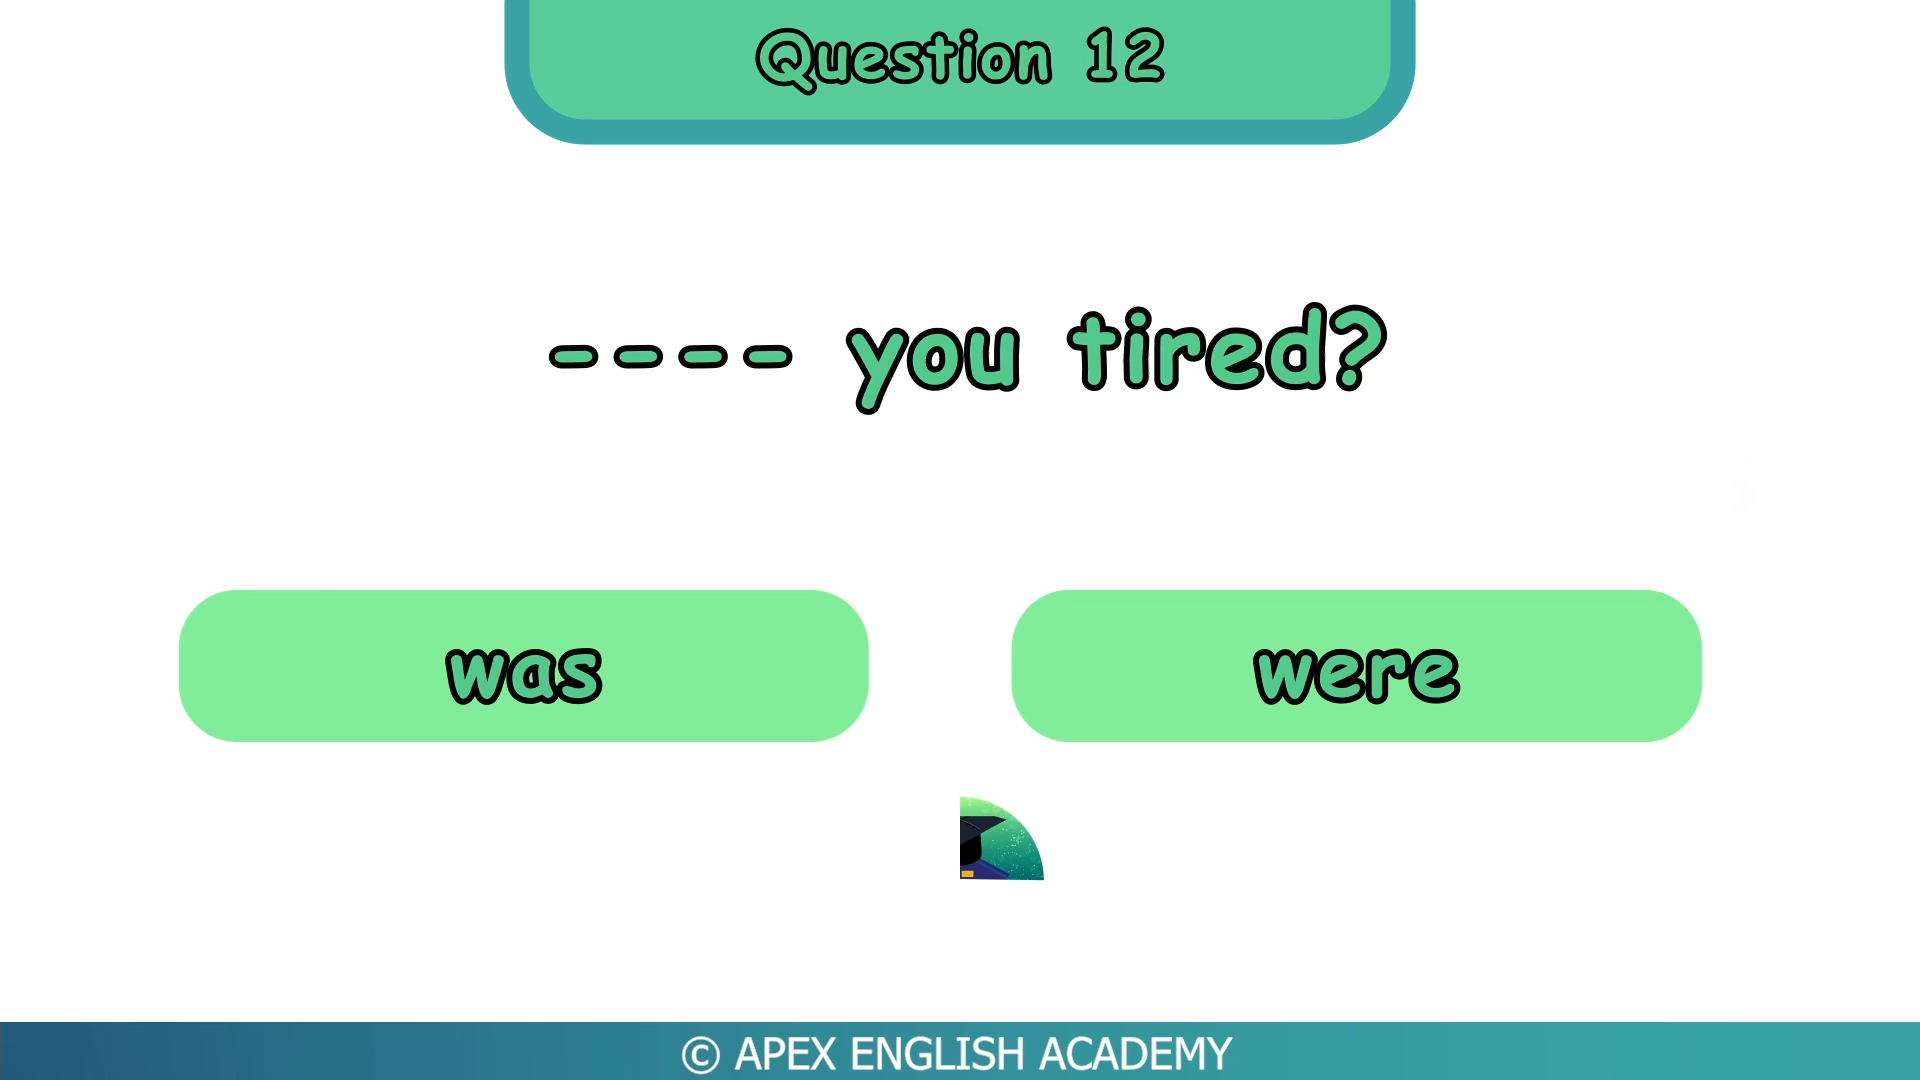 Question 12
---- you tired?
was
were
© APEX ENGLISH ACADEMY